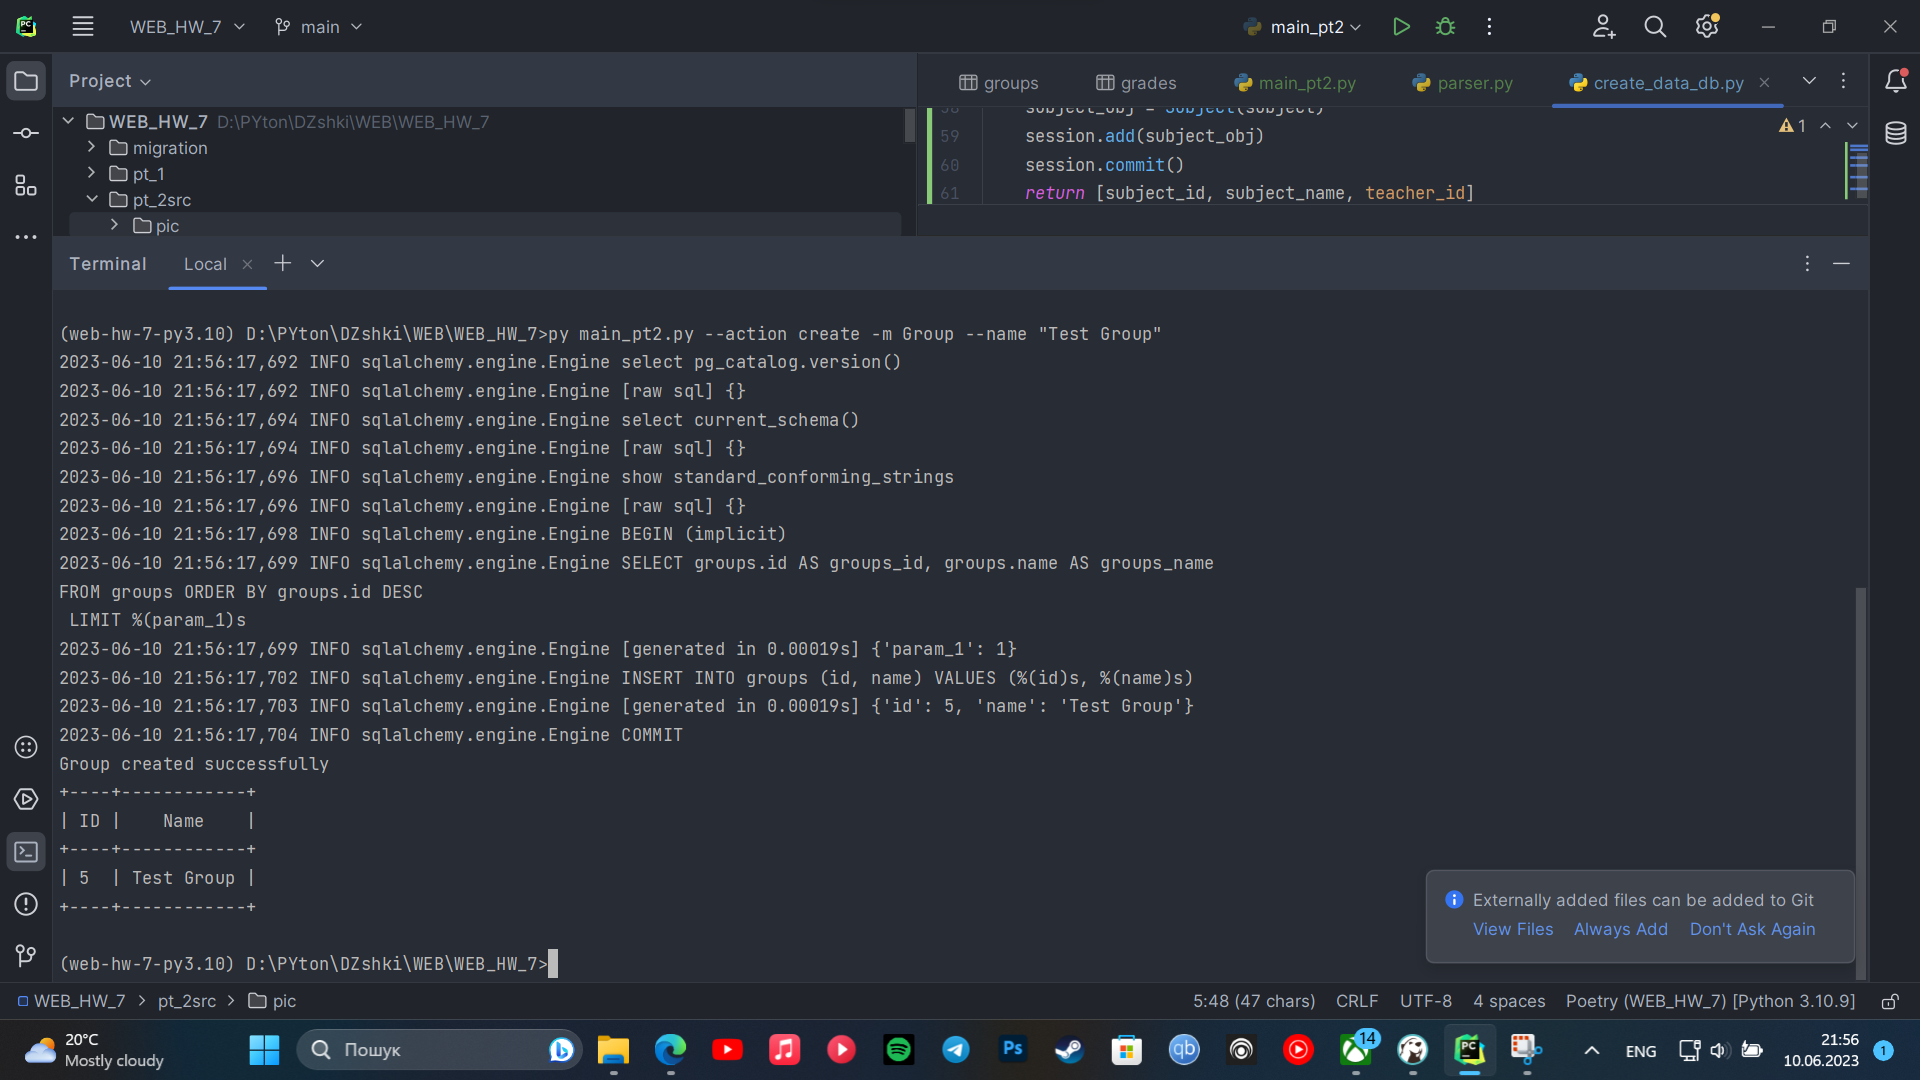 WEB_HW_7
main
main_pt2
Project
groups
grades
main_pt2.py
parser.py
create_data_db.py
WEB_HW_7 D:\PYton\DZshki\WEB\WEB_HW_7
migration
pt_1
pt_2src
pic
58 subject_obj = Subject(subject)
59 session.add(subject_obj)
60 session.commit()
61 return [subject_id, subject_name, teacher_id]
1
Terminal
Local
(web-hw-7-py3.10) D:\PYton\DZshki\WEB\WEB_HW_7>py main_pt2.py --action create -m Group --name "Test Group"
2023-06-10 21:56:17,692 INFO sqlalchemy.engine.Engine select pg_catalog.version()
2023-06-10 21:56:17,692 INFO sqlalchemy.engine.Engine [raw sql] {}
2023-06-10 21:56:17,694 INFO sqlalchemy.engine.Engine select current_schema()
2023-06-10 21:56:17,694 INFO sqlalchemy.engine.Engine [raw sql] {}
2023-06-10 21:56:17,696 INFO sqlalchemy.engine.Engine show standard_conforming_strings
2023-06-10 21:56:17,696 INFO sqlalchemy.engine.Engine [raw sql] {}
2023-06-10 21:56:17,698 INFO sqlalchemy.engine.Engine BEGIN (implicit)
2023-06-10 21:56:17,699 INFO sqlalchemy.engine.Engine SELECT groups.id AS groups_id, groups.name AS groups_name
FROM groups ORDER BY groups.id DESC
 LIMIT %(param_1)s
2023-06-10 21:56:17,699 INFO sqlalchemy.engine.Engine [generated in 0.00019s] {'param_1': 1}
2023-06-10 21:56:17,702 INFO sqlalchemy.engine.Engine INSERT INTO groups (id, name) VALUES (%(id)s, %(name)s)
2023-06-10 21:56:17,703 INFO sqlalchemy.engine.Engine [generated in 0.00019s] {'id': 5, 'name': 'Test Group'}
2023-06-10 21:56:17,704 INFO sqlalchemy.engine.Engine COMMIT
Group created successfully
+----+------------+
| ID |    Name    |
+----+------------+
| 5  | Test Group |
+----+------------+
(web-hw-7-py3.10) D:\PYton\DZshki\WEB\WEB_HW_7>
Externally added files can be added to Git
View Files Always Add Don't Ask Again
WEB_HW_7 > pt_2src > pic
5:48 (47 chars) CRLF UTF-8 4 spaces Poetry (WEB_HW_7) [Python 3.10.9]
20°C
Mostly cloudy
Пошук
Ps
qb
14
PC
ENG
21:56
10.06.2023
1